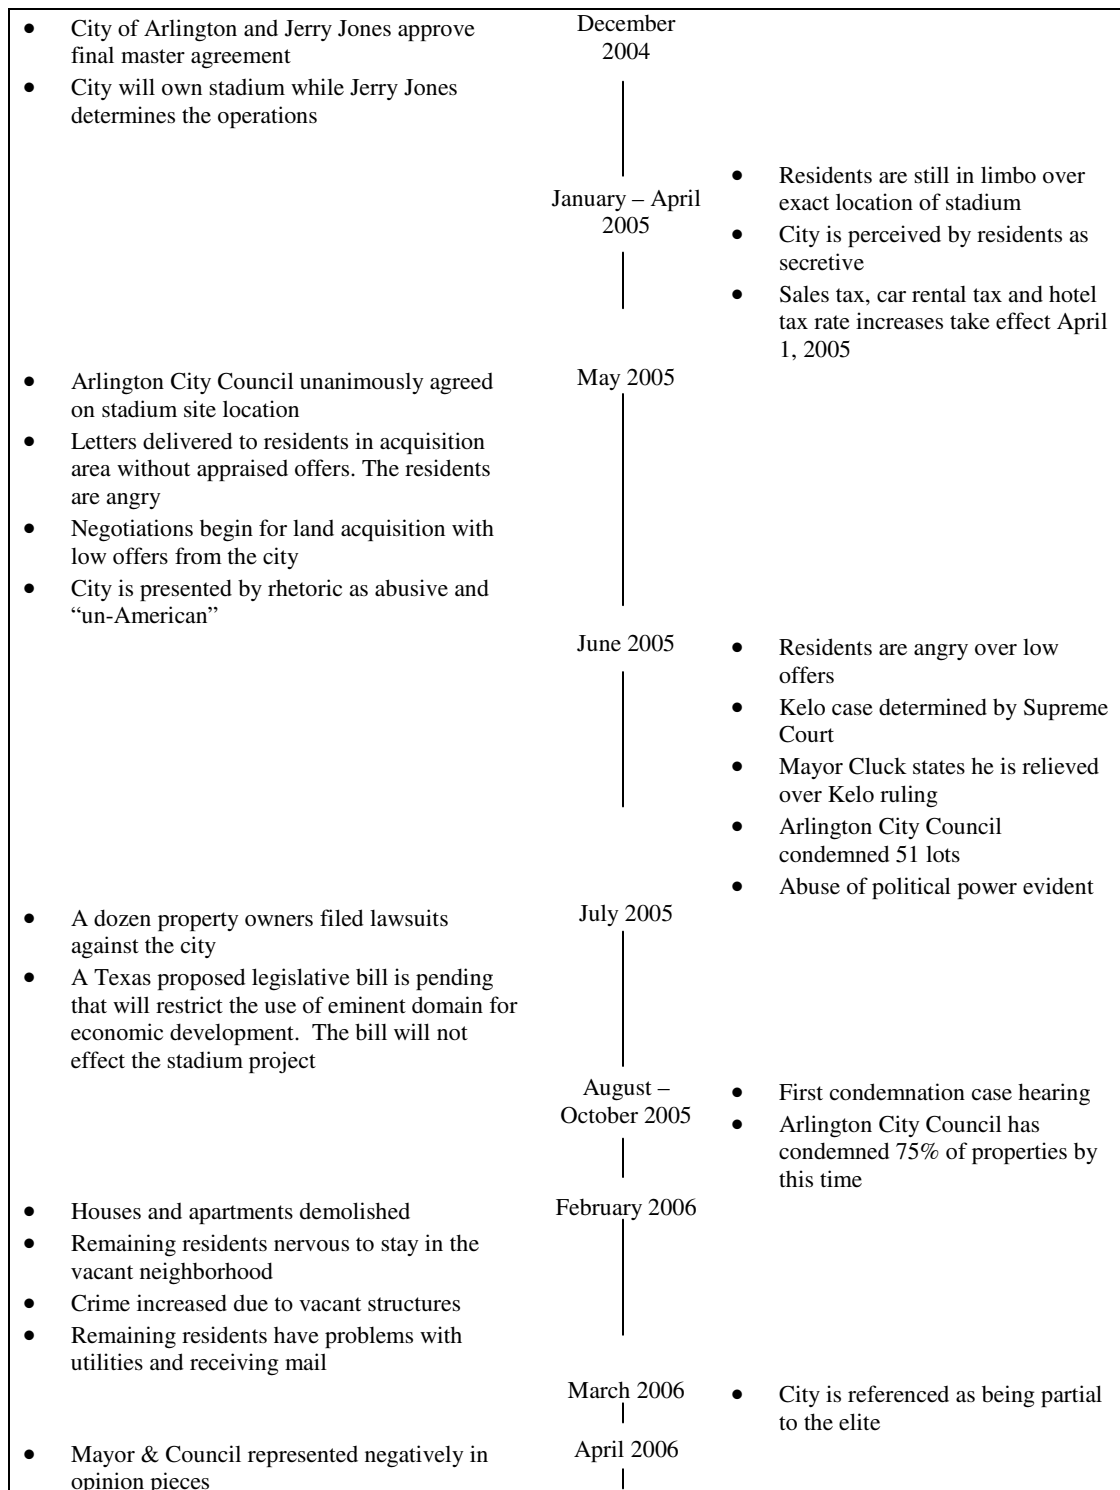 December
2004
• City of Arlington and Jerry Jones approve
final master agreement
• City will own stadium while Jerry Jones
determines the operations
January – April
2005
• Residents are still in limbo over
exact location of stadium
• City is perceived by residents as
secretive
• Sales tax, car rental tax and hotel
tax rate increases take effect April
1, 2005
May 2005
• Arlington City Council unanimously agreed
on stadium site location
• Letters delivered to residents in acquisition
area without appraised offers. The residents
are angry
• Negotiations begin for land acquisition with
low offers from the city
• City is presented by rhetoric as abusive and
“un-American”
June 2005
• Residents are angry over low
offers
• Kelo case determined by Supreme
Court
• Mayor Cluck states he is relieved
over Kelo ruling
• Arlington City Council
condemned 51 lots
• Abuse of political power evident
July 2005
• A dozen property owners filed lawsuits
against the city
• A Texas proposed legislative bill is pending
that will restrict the use of eminent domain for
economic development.  The bill will not
effect the stadium project
August –
October 2005
• First condemnation case hearing
• Arlington City Council has
condemned 75% of properties by
this time
February 2006
• Houses and apartments demolished
• Remaining residents nervous to stay in the
vacant neighborhood
• Crime increased due to vacant structures
• Remaining residents have problems with
utilities and receiving mail
March 2006
• City is referenced as being partial
to the elite
April 2006
• Mayor & Council represented negatively in
opinion pieces